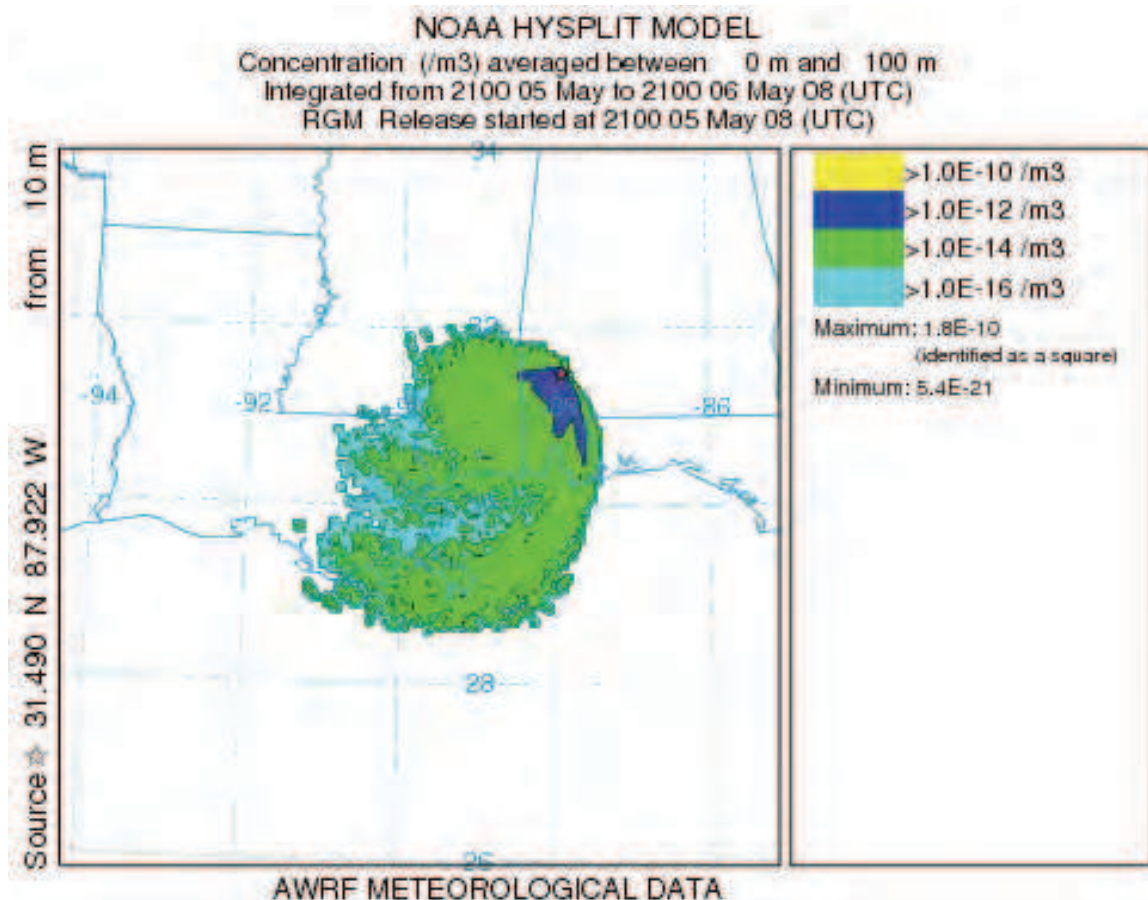 NOAA HYSPLIT MODEL
Concentration (/m3) averaged between 0 m and 100 m
Integrated from 2100 05 May to 2100 06 May 08 (UTC)
RGM Release started at 2100 05 May 08 (UTC)
Source ☆ 31.490 N 87.922 W from 10 m
34
32
-94
-92
-86
28
26
>1.0E-10 /m3
>1.0E-12 /m3
>1.0E-14 /m3
>1.0E-16 /m3
Maximum: 1.8E-10
(identified as a square)
Minimum: 5.4E-21
AWRF METEOROLOGICAL DATA